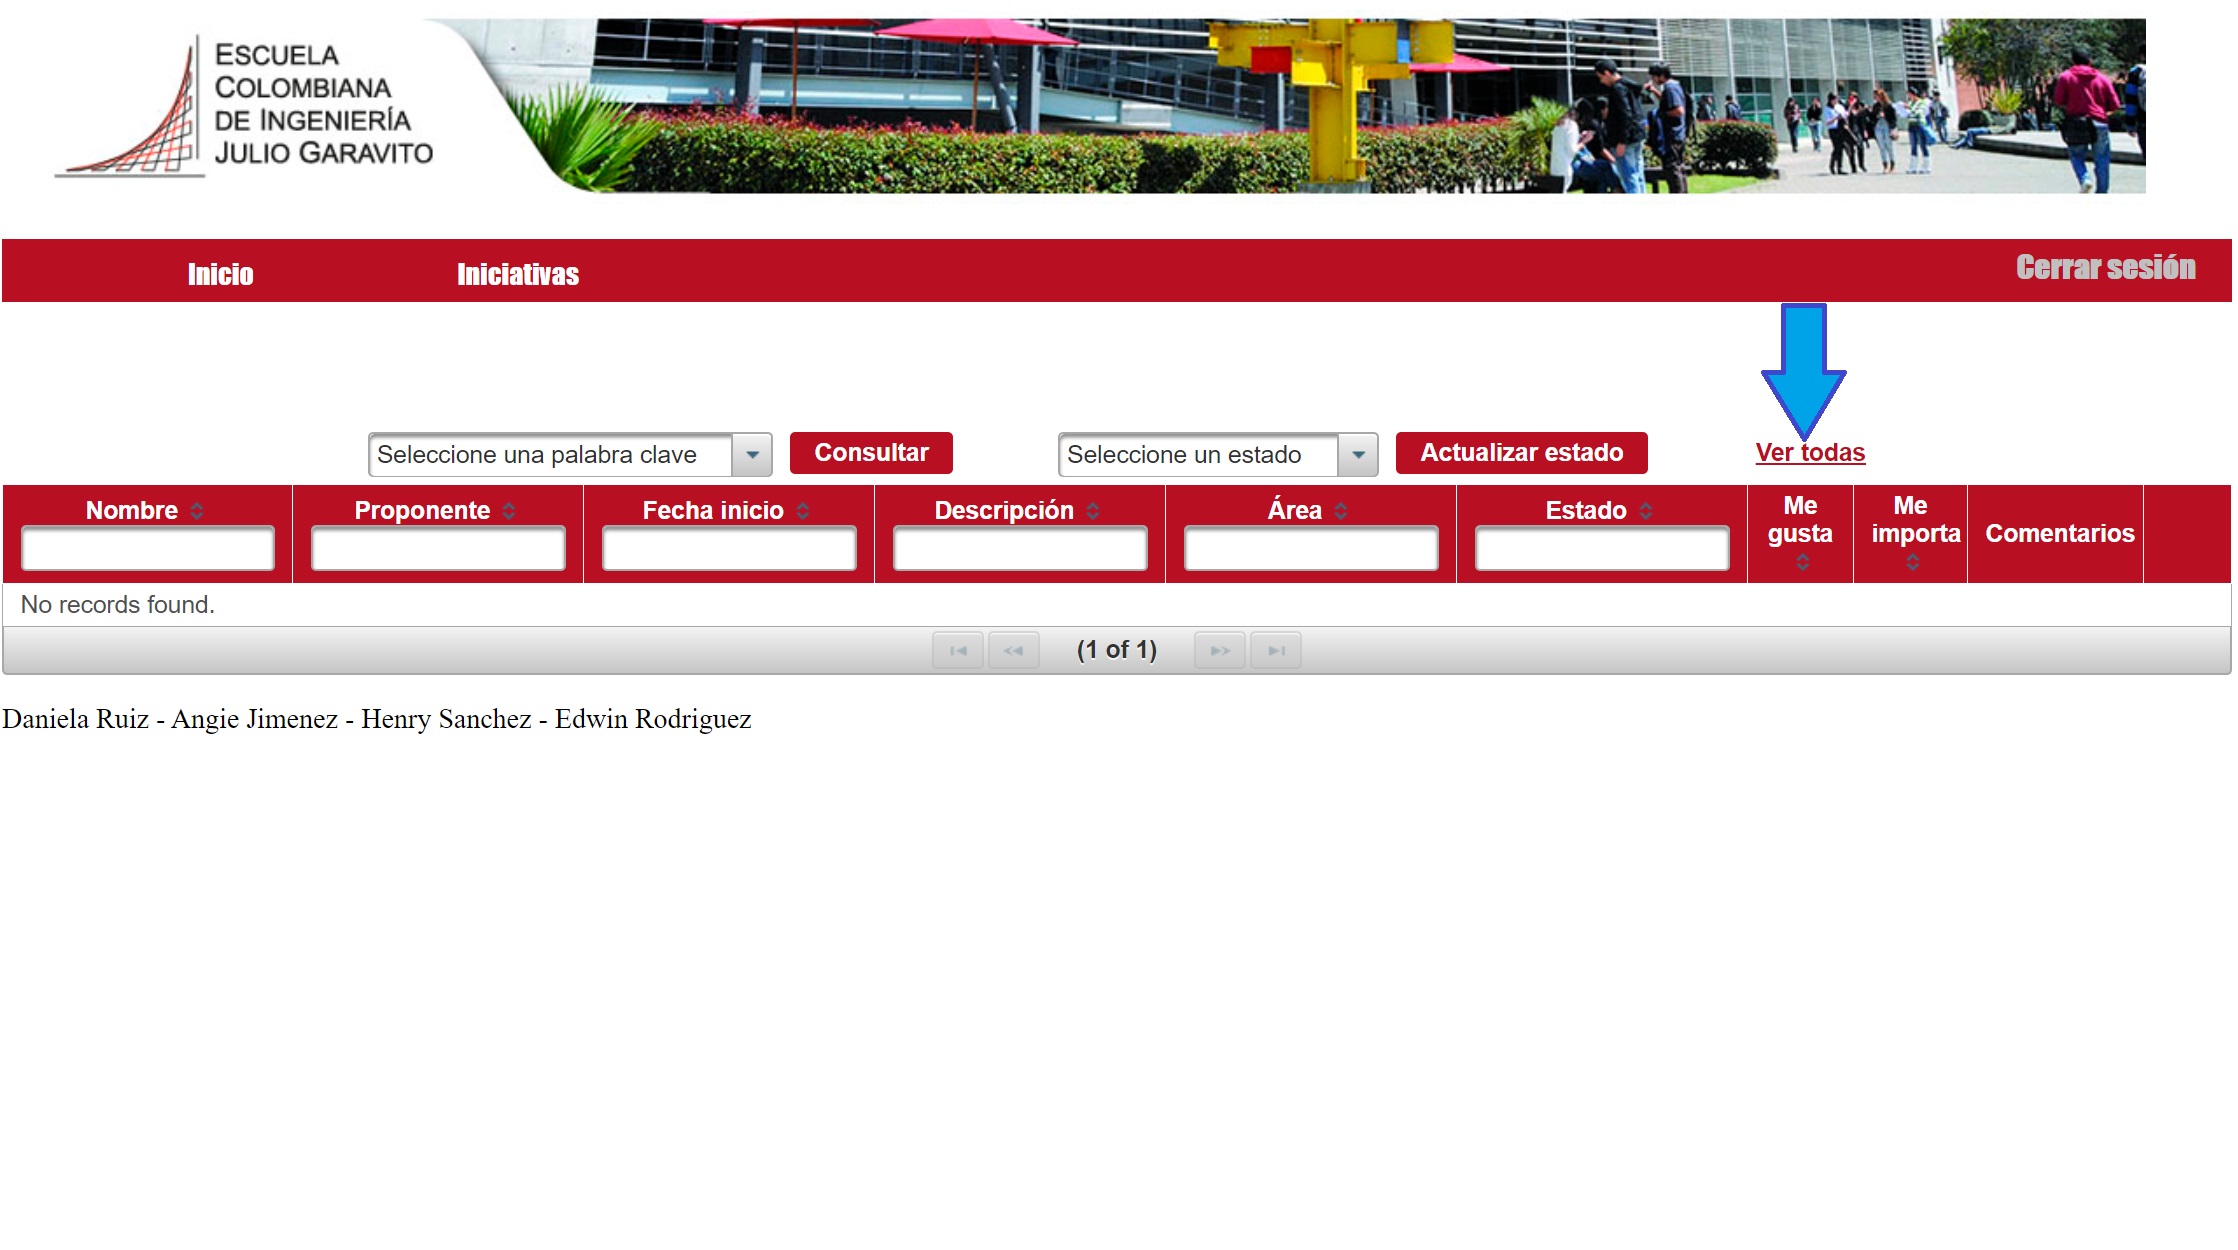 ESCUELA
COLOMBIANA
DE INGENIERÍA
JULIO GARAVITO
Inicio Iniciativas Cerrar sesión
Seleccione una palabra clave Consultar Seleccione un estado Actualizar estado Ver todas
Nombre Proponente Fecha inicio Descripción Área Estado Me gusta Me importa Comentarios
No records found.
(1 of 1)
Daniela Ruiz - Angie Jimenez - Henry Sanchez - Edwin Rodriguez